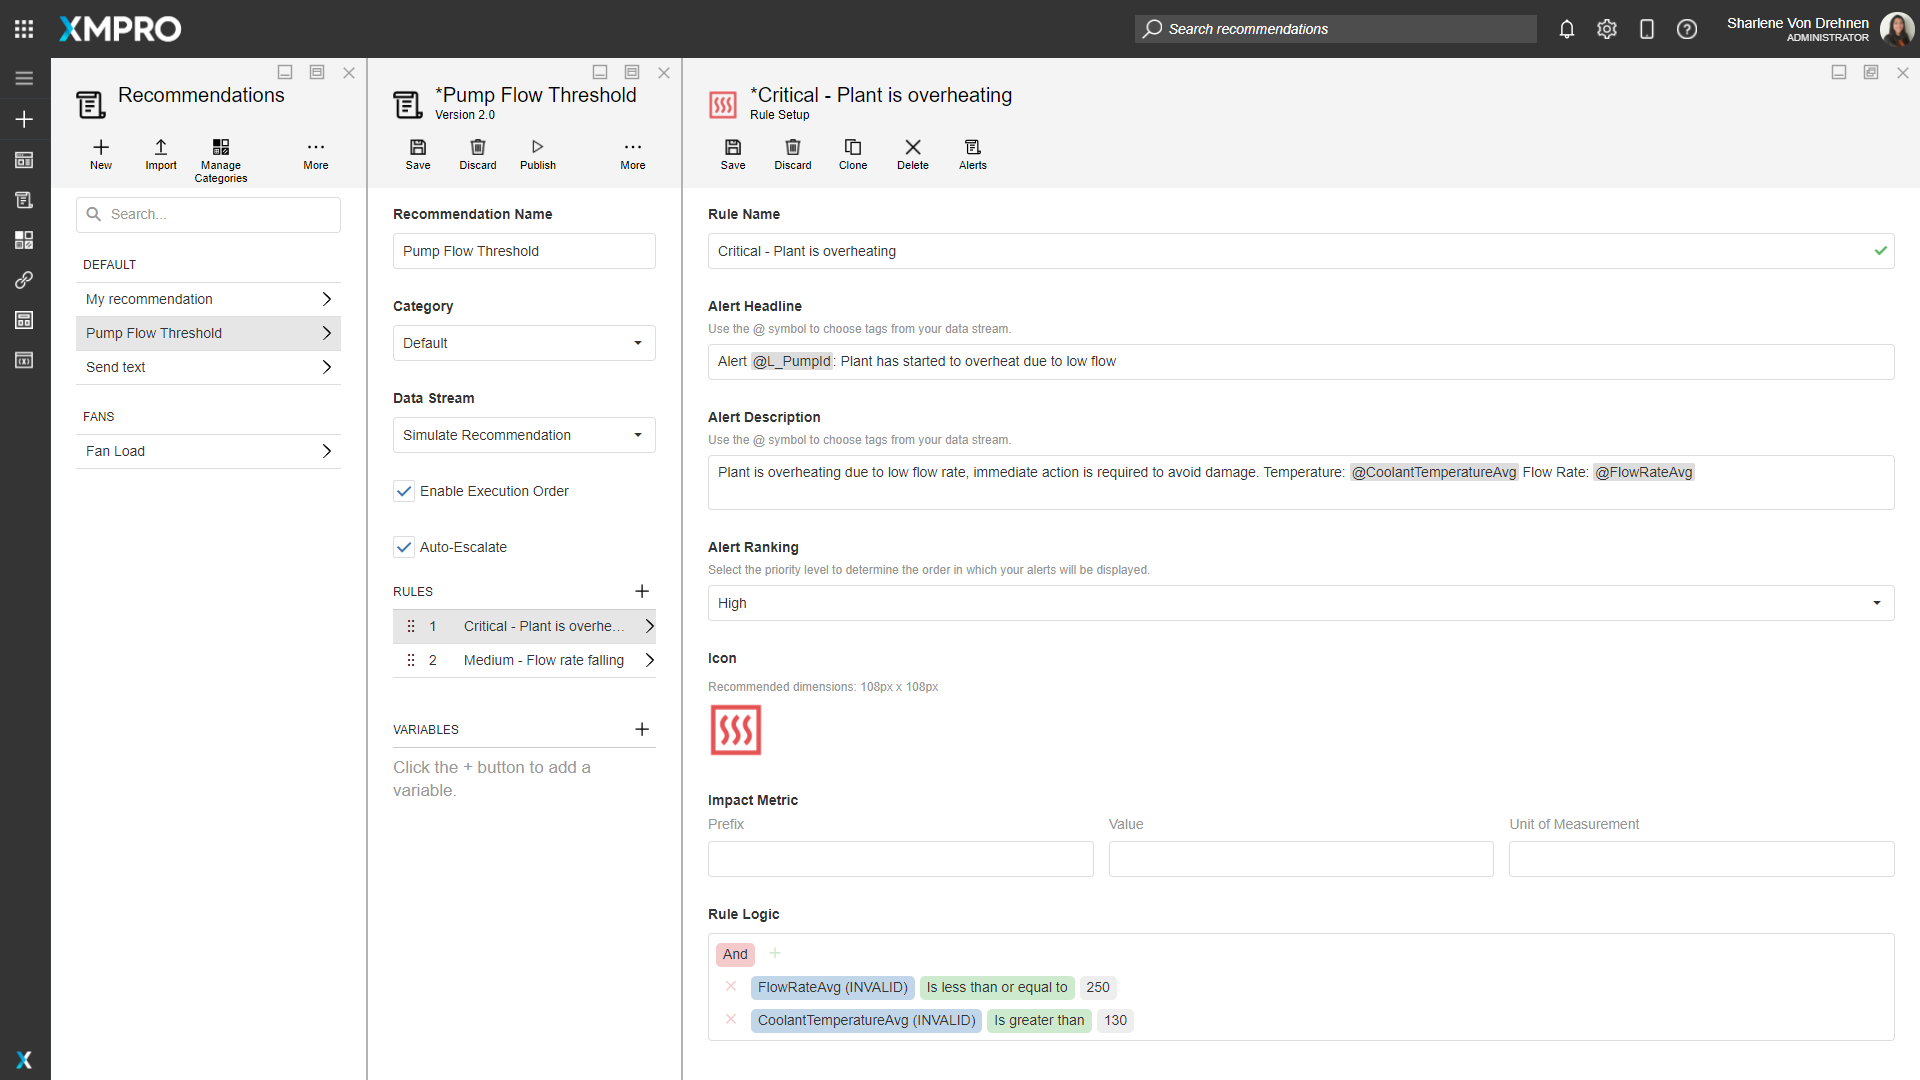 XMPRO
Search recommendations
Sharlene Von Drehnen
ADMINISTRATOR
Recommendations
New
Import
Manage
Categories
More
Search...
DEFAULT
My recommendation
Pump Flow Threshold
Send text
FANS
Fan Load
*Pump Flow Threshold
Version 2.0
Save
Discard
Publish
More
Recommendation Name
Pump Flow Threshold
Category
Default
Data Stream
Simulate Recommendation
Enable Execution Order
Auto-Escalate
RULES
1 Critical - Plant is overhe...
2 Medium - Flow rate falling
VARIABLES
Click the + button to add a
variable.
*Critical - Plant is overheating
Rule Setup
Save
Discard
Clone
Delete
Alerts
Rule Name
Critical - Plant is overheating
Alert Headline
Use the @ symbol to choose tags from your data stream.
Alert @L_PumpId: Plant has started to overheat due to low flow
Alert Description
Use the @ symbol to choose tags from your data stream.
Plant is overheating due to low flow rate, immediate action is required to avoid damage. Temperature: @CoolantTemperatureAvg Flow Rate: @FlowRateAvg
Alert Ranking
Select the priority level to determine the order in which your alerts will be displayed.
High
Icon
Recommended dimensions: 108px x 108px
Impact Metric
Prefix Value Unit of Measurement
Rule Logic
And
FlowRateAvg (INVALID) Is less than or equal to 250
CoolantTemperatureAvg (INVALID) Is greater than 130